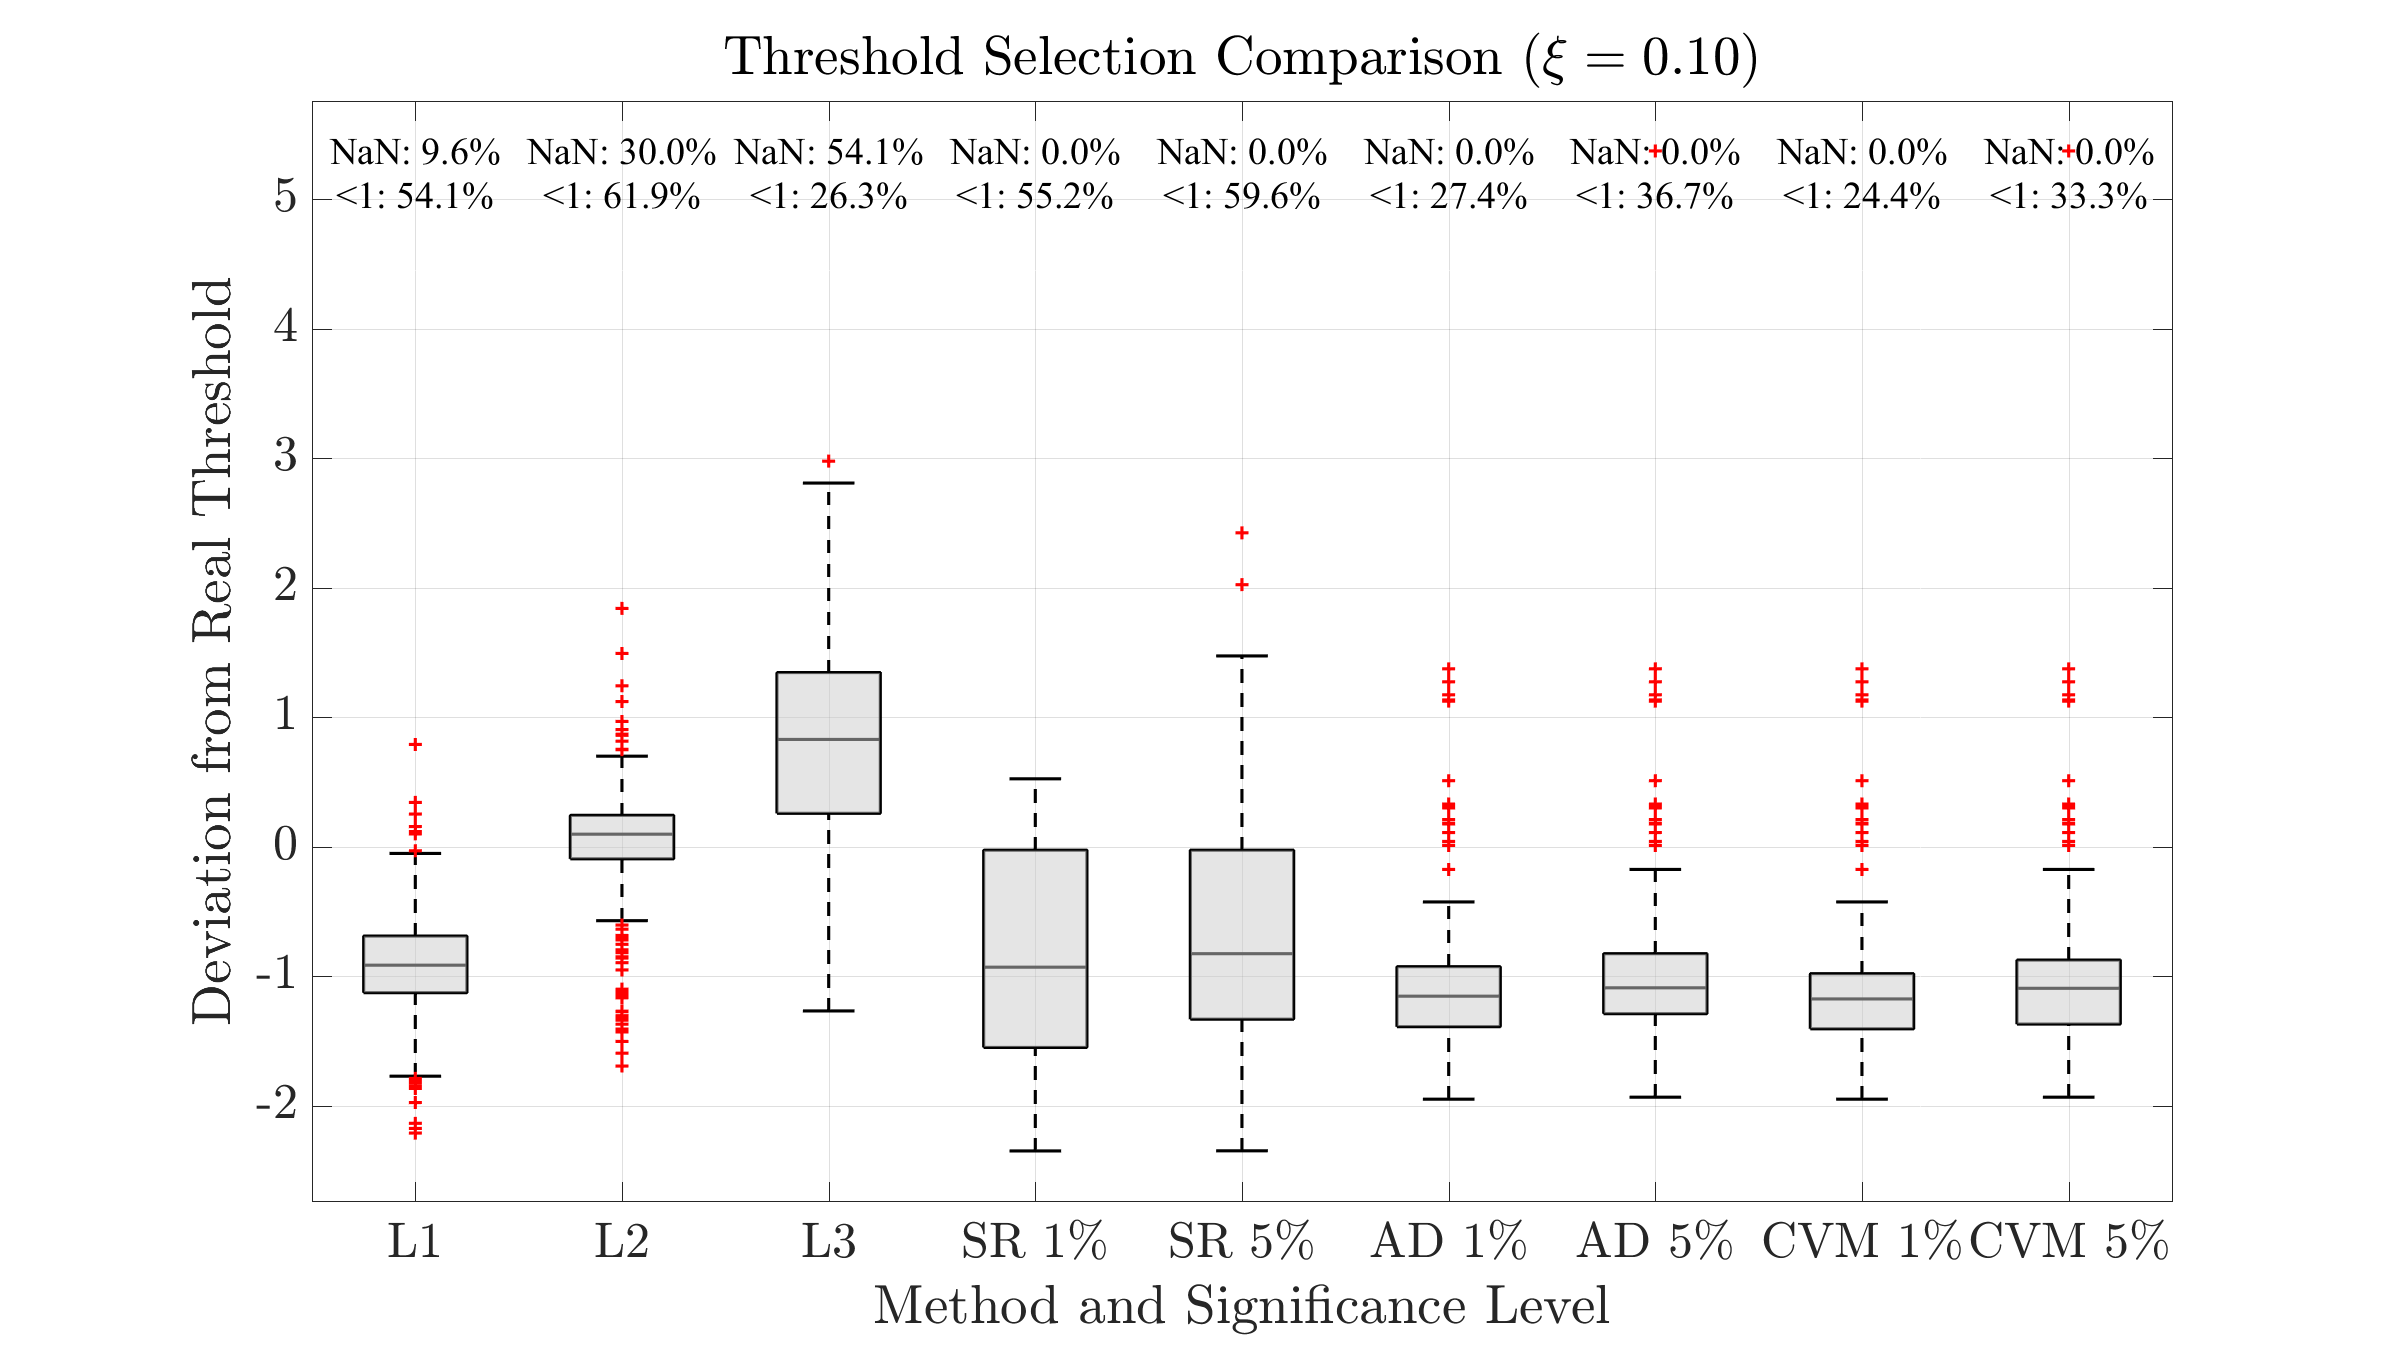 Threshold Selection Comparison (ξ = 0.10)
NaN: 9.6% NaN: 30.0% NaN: 54.1% NaN: 0.0% NaN: 0.0% NaN: 0.0% NaN: 0.0% NaN: 0.0% NaN: 0.0%
<1: 54.1% <1: 61.9% <1: 26.3% <1: 55.2% <1: 59.6% <1: 27.4% <1: 36.7% <1: 24.4% <1: 33.3%
5
4
3
2
1
0
-1
-2
Deviation from Real Threshold
L1 L2 L3 SR 1% SR 5% AD 1% AD 5% CVM 1% CVM 5%
Method and Significance Level